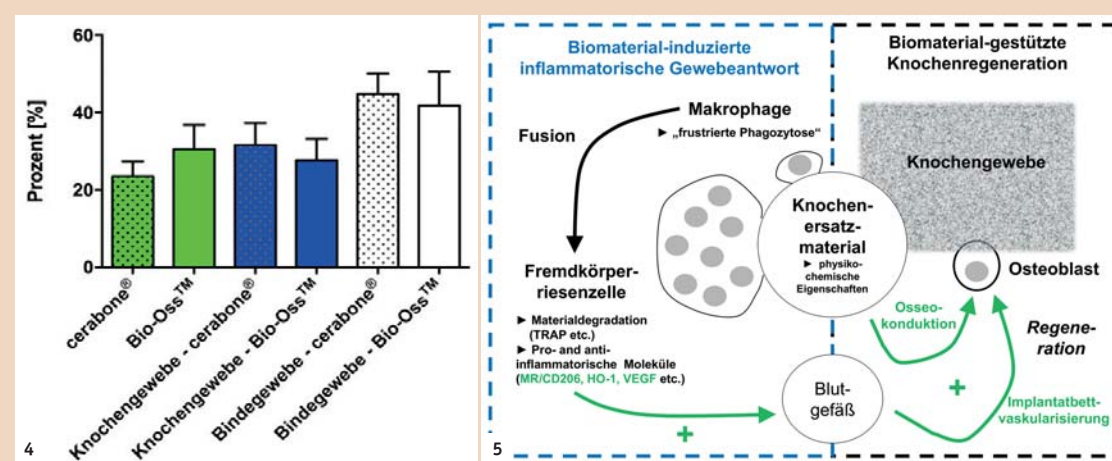 60
40
20
0
Prozent [%]
cerabone®
Bio-Oss™
Knochengewebe - cerabone®
Knochengewebe - Bio-Oss™
Bindegewebe - cerabone®
Bindegewebe - Bio-Oss™
4
Biomaterial-induzierte
inflammatorische Gewebeantwort
Makrophage
► „frustrierte Phagozytose“
Fusion
Fremdkörper-
riesenzelle
► Materialdegradation
(TRAP etc.)
► Pro- and anti-
inflammatorische Moleküle
(MR/CD206, HO-1, VEGF etc.)
+
Knochen-
ersatz-
material
► physiko-
chemische
Eigenschaften
Blut-
gefäß
Biomaterial-gestützte
Knochenregeneration
Knochengewebe
Osteoblast
Osseo-
konduktion
Regene-
ration
+
Implantatbett-
vaskularisierung
5